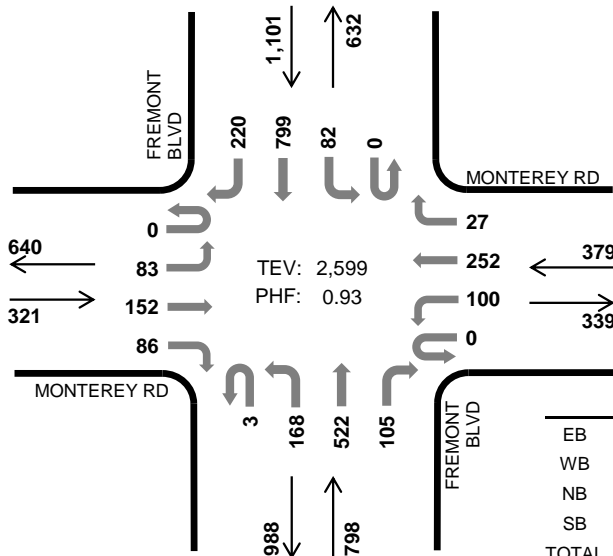 1,101
632
FREMONT
BLVD
220
799
82
0
MONTEREY RD
0
83
152
86
640
321
TEV: 2,599
PHF: 0.93
27
252
100
0
379
339
MONTEREY RD
3
168
522
105
FREMONT
BLVD
988
798
EB
WB
NB
SB
TOTAL